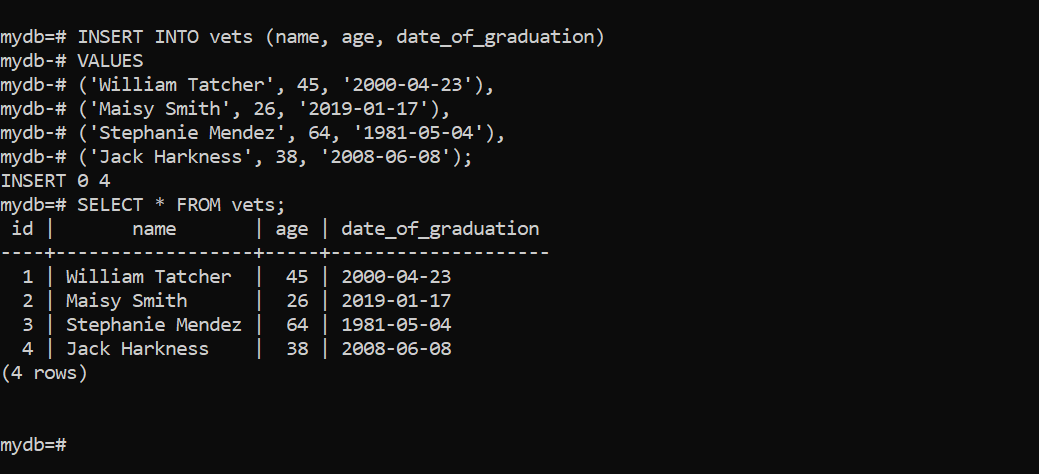 mydb=# INSERT INTO vets (name, age, date_of_graduation)
mydb-# VALUES
mydb-# ('William Tatcher', 45, '2000-04-23'),
mydb-# ('Maisy Smith', 26, '2019-01-17'),
mydb-# ('Stephanie Mendez', 64, '1981-05-04'),
mydb-# ('Jack Harkness', 38, '2008-06-08');
INSERT 0 4
mydb=# SELECT * FROM vets;
 id |       name       | age | date_of_graduation
----+------------------+-----+--------------------
  1 | William Tatcher  |  45 | 2000-04-23
  2 | Maisy Smith      |  26 | 2019-01-17
  3 | Stephanie Mendez |  64 | 1981-05-04
  4 | Jack Harkness    |  38 | 2008-06-08
(4 rows)
mydb=#